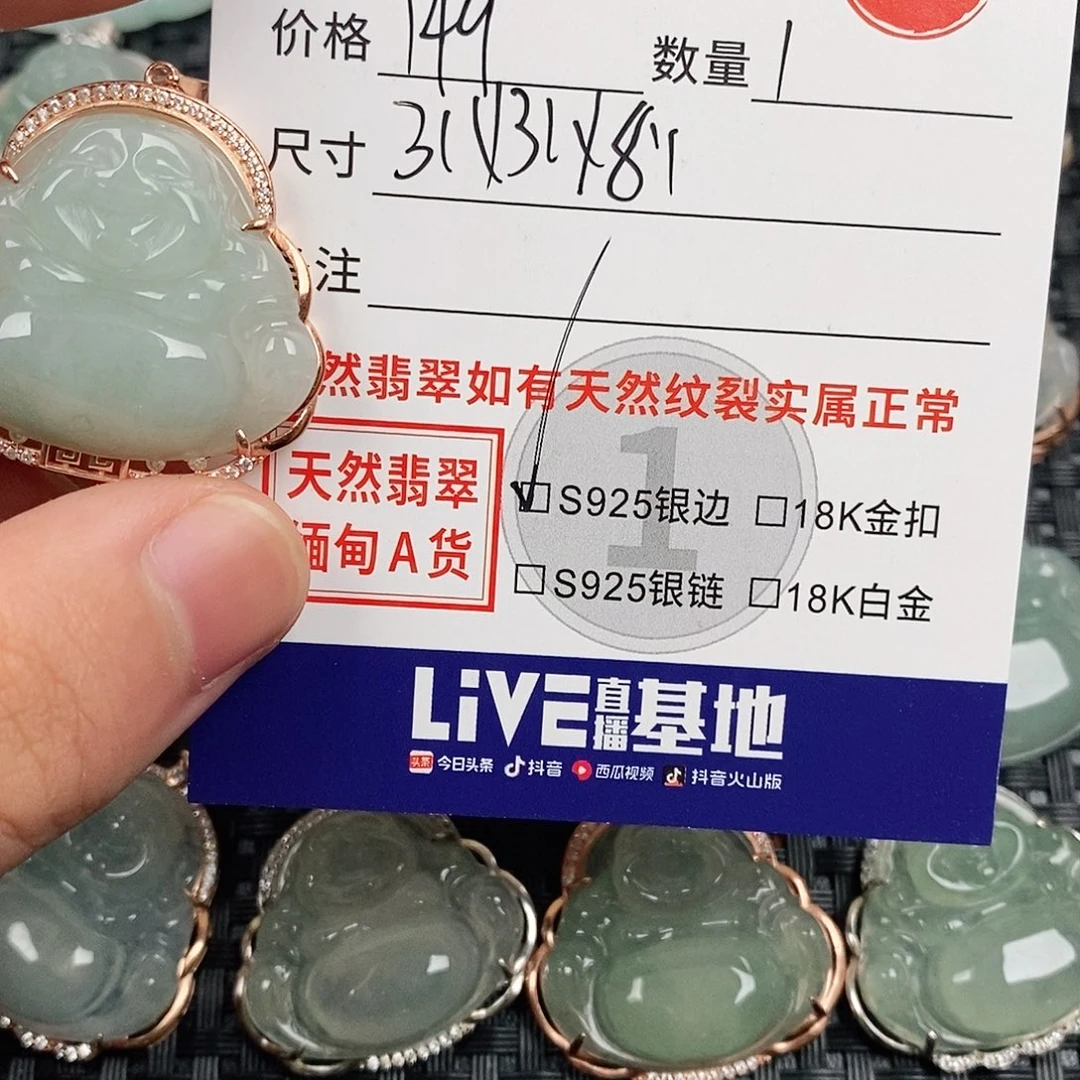 价格 149 数量 1
尺寸 31X31X8.1
注
然翡翠如有天然纹裂实属正常
天然翡翠
缅甸A货
S925银边 18K金扣
S925银链 18K白金
1
LiVE直播基地
头条 今日头条 抖音 西瓜视频 抖音火山版